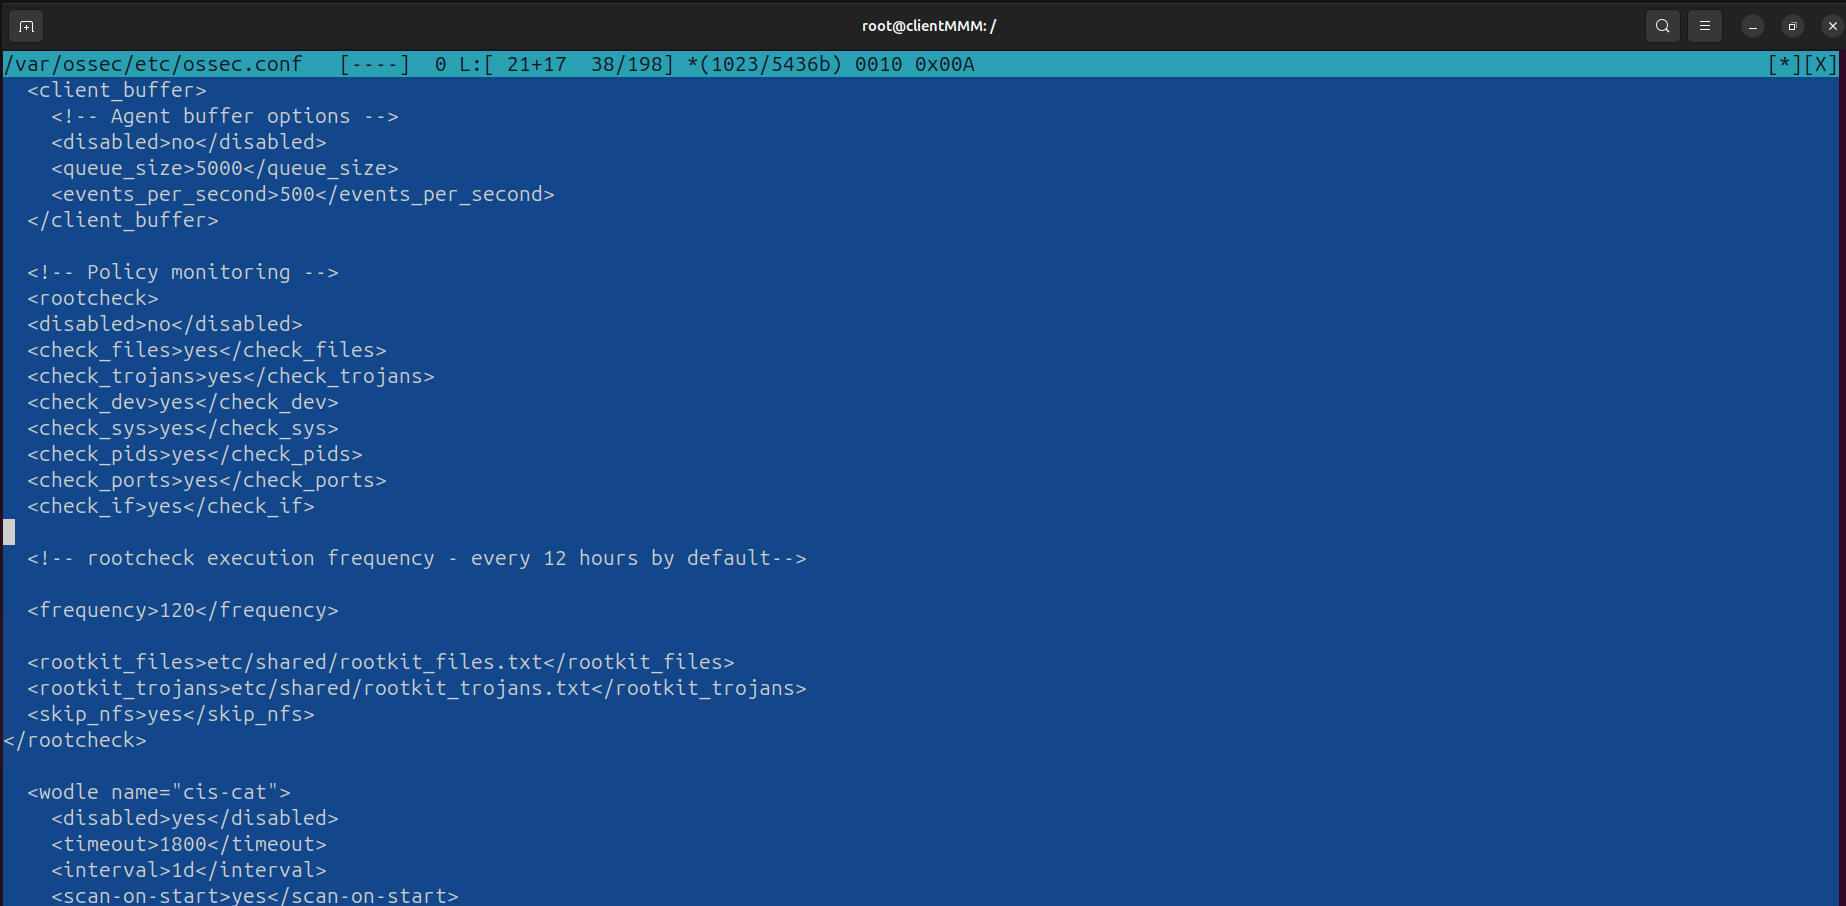 root@clientMMM: /
/var/ossec/etc/ossec.conf   [----]  0 L:[ 21+17  38/198] *(1023/5436b) 0010 0x00A [*][X]
  <client_buffer>
    <!-- Agent buffer options -->
    <disabled>no</disabled>
    <queue_size>5000</queue_size>
    <events_per_second>500</events_per_second>
  </client_buffer>
  <!-- Policy monitoring -->
  <rootcheck>
  <disabled>no</disabled>
  <check_files>yes</check_files>
  <check_trojans>yes</check_trojans>
  <check_dev>yes</check_dev>
  <check_sys>yes</check_sys>
  <check_pids>yes</check_pids>
  <check_ports>yes</check_ports>
  <check_if>yes</check_if>
  <!-- rootcheck execution frequency - every 12 hours by default-->
  <frequency>120</frequency>
  <rootkit_files>etc/shared/rootkit_files.txt</rootkit_files>
  <rootkit_trojans>etc/shared/rootkit_trojans.txt</rootkit_trojans>
  <skip_nfs>yes</skip_nfs>
</rootcheck>
  <wodle name="cis-cat">
    <disabled>yes</disabled>
    <timeout>1800</timeout>
    <interval>1d</interval>
    <scan-on-start>yes</scan-on-start>